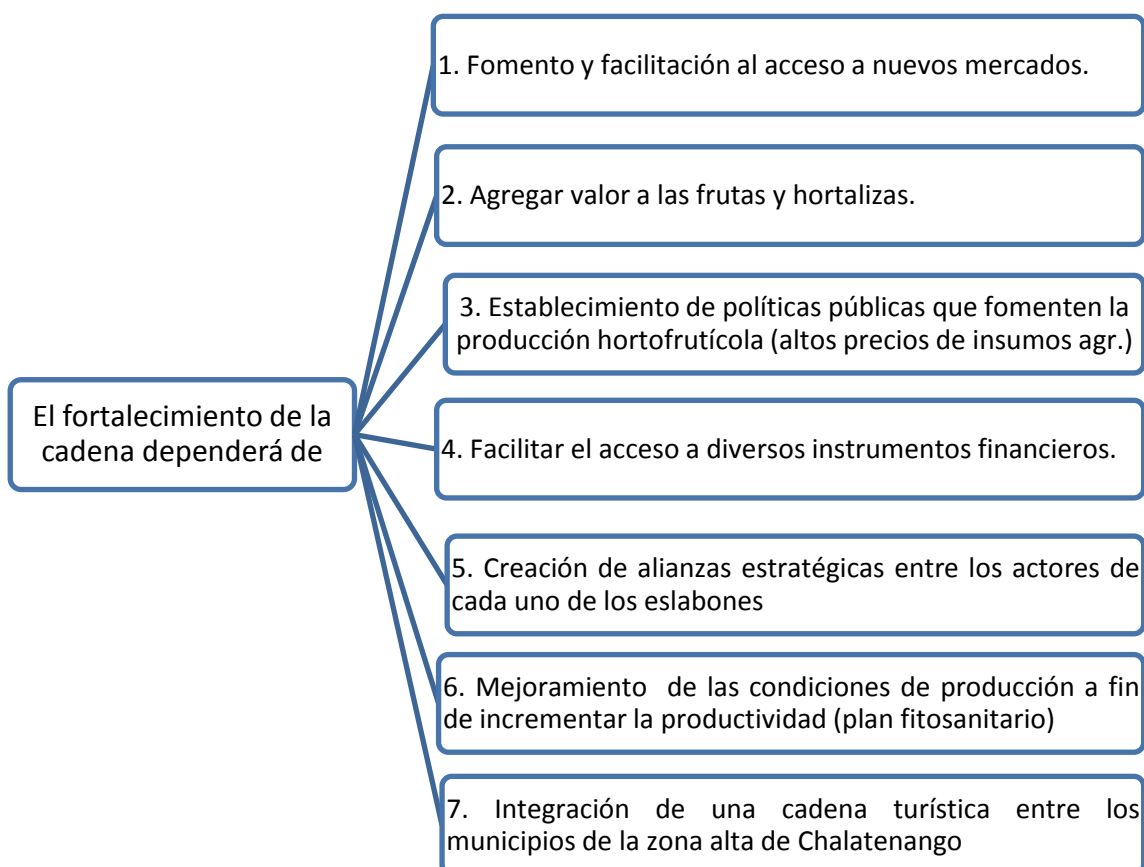 1. Fomento y facilitación al acceso a nuevos mercados.
2. Agregar valor a las frutas y hortalizas.
3. Establecimiento de políticas públicas que fomenten la
producción hortofrutícola (altos precios de insumos agr.)
El fortalecimiento de la
cadena dependerá de
4. Facilitar el acceso a diversos instrumentos financieros.
5. Creación de alianzas estratégicas entre los actores de
cada uno de los eslabones
6. Mejoramiento de las condiciones de producción a fin
de incrementar la productividad (plan fitosanitario)
7. Integración de una cadena turística entre los
municipios de la zona alta de Chalatenango